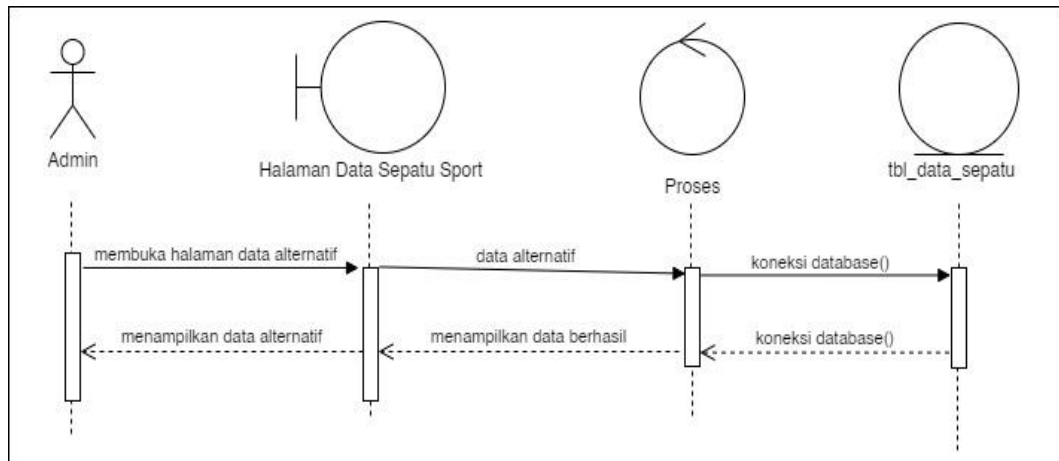 Admin
Halaman Data Sepatu Sport
Proses
tbl_data_sepatu
membuka halaman data alternatif
data alternatif
koneksi database()
menampilkan data alternatif
menampilkan data berhasil
koneksi database()